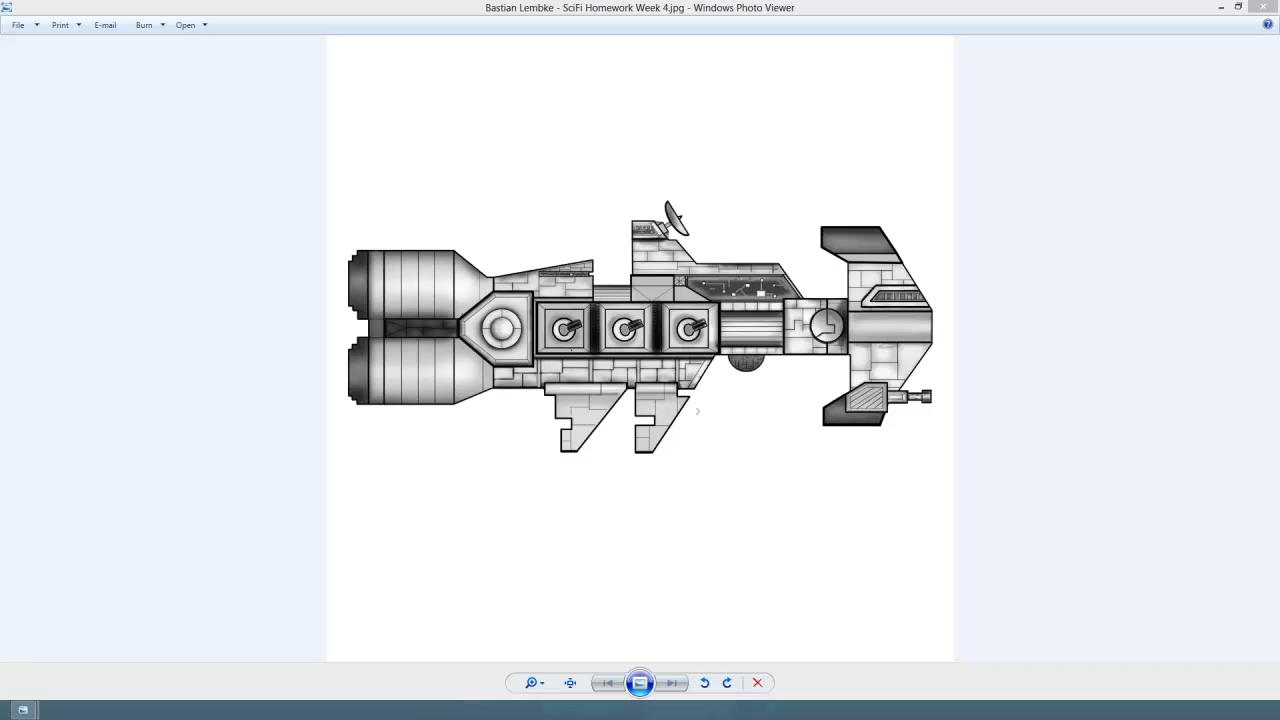 Bastian Lembke - SciFi Homework Week 4.jpg - Windows Photo Viewer
File Print E-mail Burn Open